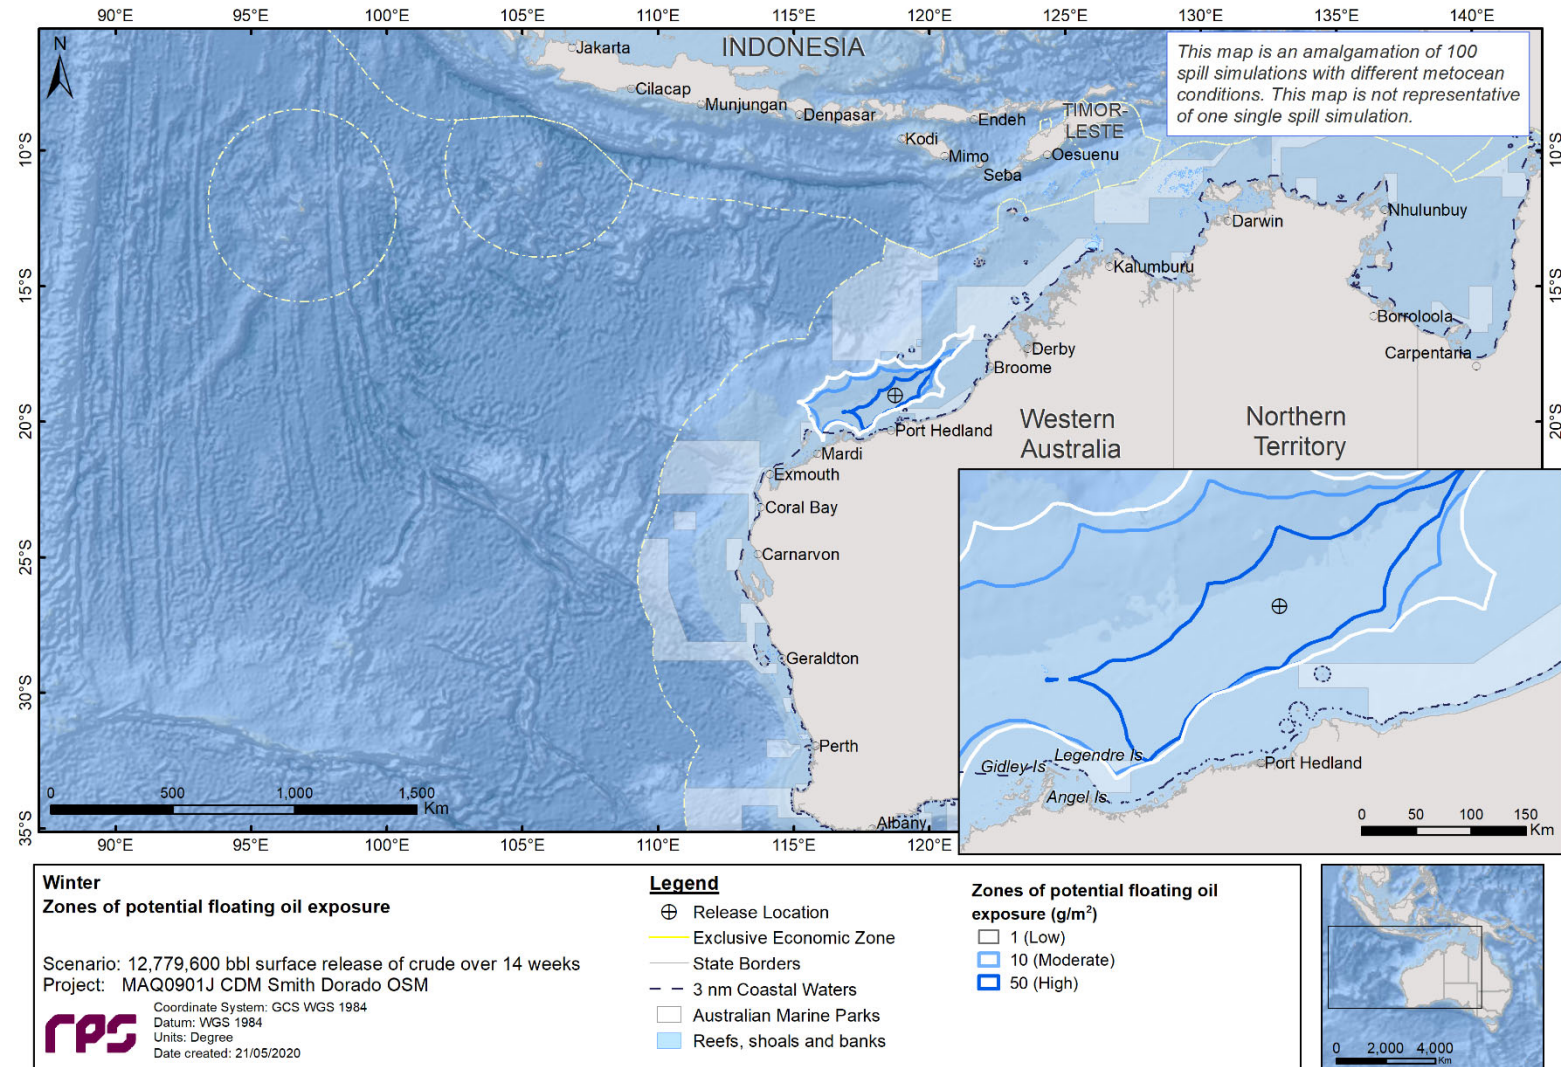 90°E 95°E 100°E 105°E 110°E 115°E 120°E 125°E 130°E 135°E 140°E
N
This map is an amalgamation of 100
spill simulations with different metocean
conditions. This map is not representative
of one single spill simulation.
INDONESIA
Jakarta
Cilacap
Munjungan
Denpasar
Endeh
TIMOR-
LESTE
Kodi
Mimo
Seba
Oesuenu
10°S
10°S
Darwin
Nhulunbuy
Kalumburu
15°S
15°S
Borroloola
Derby
Carpentaria
Broome
20°S
20°S
Port Hedland
Western
Australia
Northern
Territory
Mardi
Exmouth
Coral Bay
25°S
Carnarvon
Geraldton
30°S
Perth
0 500 1,000 1,500
Km
35°S
Albany
90°E 95°E 100°E 105°E 110°E 115°E 120°E
Legendre Is
Gidley Is
Angel Is
Port Hedland
0 50 100 150
Km
Winter
Zones of potential floating oil exposure
Scenario: 12,779,600 bbl surface release of crude over 14 weeks
Project: MAQ0901J CDM Smith Dorado OSM
rps
Coordinate System: GCS WGS 1984
Datum: WGS 1984
Units: Degree
Date created: 21/05/2020
Legend
Release Location
Exclusive Economic Zone
State Borders
3 nm Coastal Waters
Australian Marine Parks
Reefs, shoals and banks
Zones of potential floating oil
exposure (g/m²)
1 (Low)
10 (Moderate)
50 (High)
0 2,000 4,000
Km